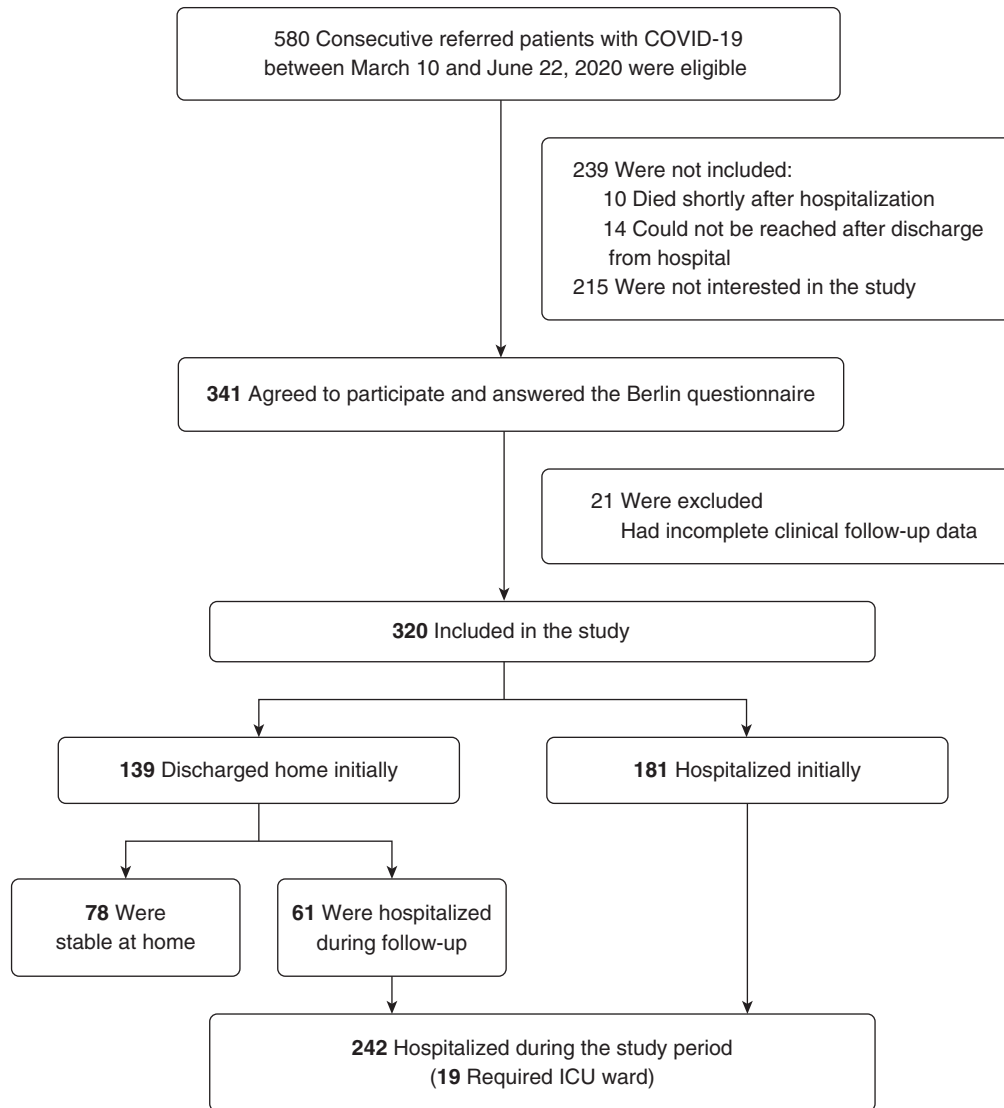 580 Consecutive referred patients with COVID-19
between March 10 and June 22, 2020 were eligible
239 Were not included:
10 Died shortly after hospitalization
14 Could not be reached after discharge
from hospital
215 Were not interested in the study
341 Agreed to participate and answered the Berlin questionnaire
21 Were excluded
Had incomplete clinical follow-up data
320 Included in the study
139 Discharged home initially
181 Hospitalized initially
78 Were
stable at home
61 Were hospitalized
during follow-up
242 Hospitalized during the study period
(19 Required ICU ward)